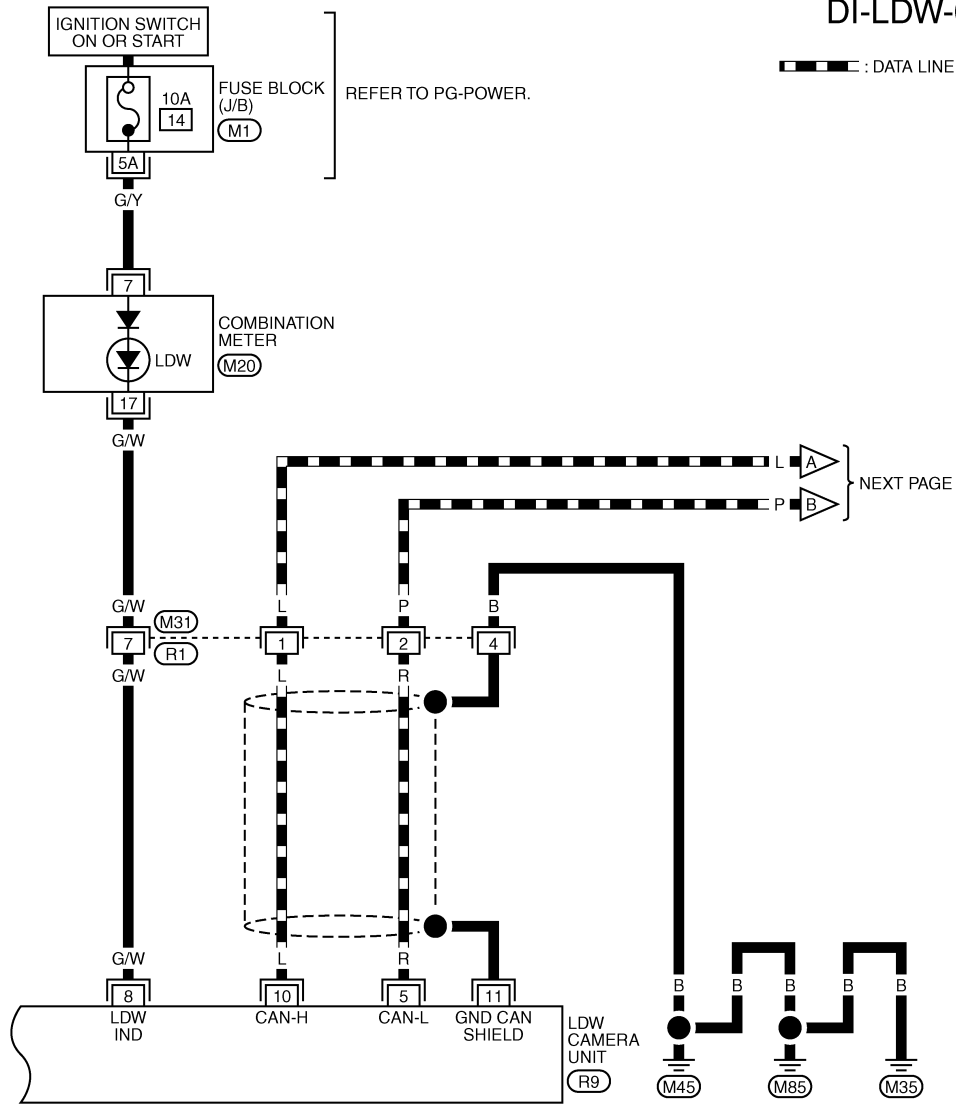 DI-LDW-
: DATA LINE
IGNITION SWITCH
ON OR START
FUSE BLOCK
(J/B)
M1
10A
14
REFER TO PG-POWER.
5A
G/Y
7
COMBINATION
METER
M20
LDW
17
G/W
L
A
NEXT PAGE
P
B
G/W
L
P
B
M31
R1
7
1
2
4
G/W
L
R
G/W
L
R
B
B
B
B
B
8
10
5
11
LDW
IND
CAN-H
CAN-L
GND CAN
SHIELD
LDW
CAMERA
UNIT
R9
M45
M85
M35